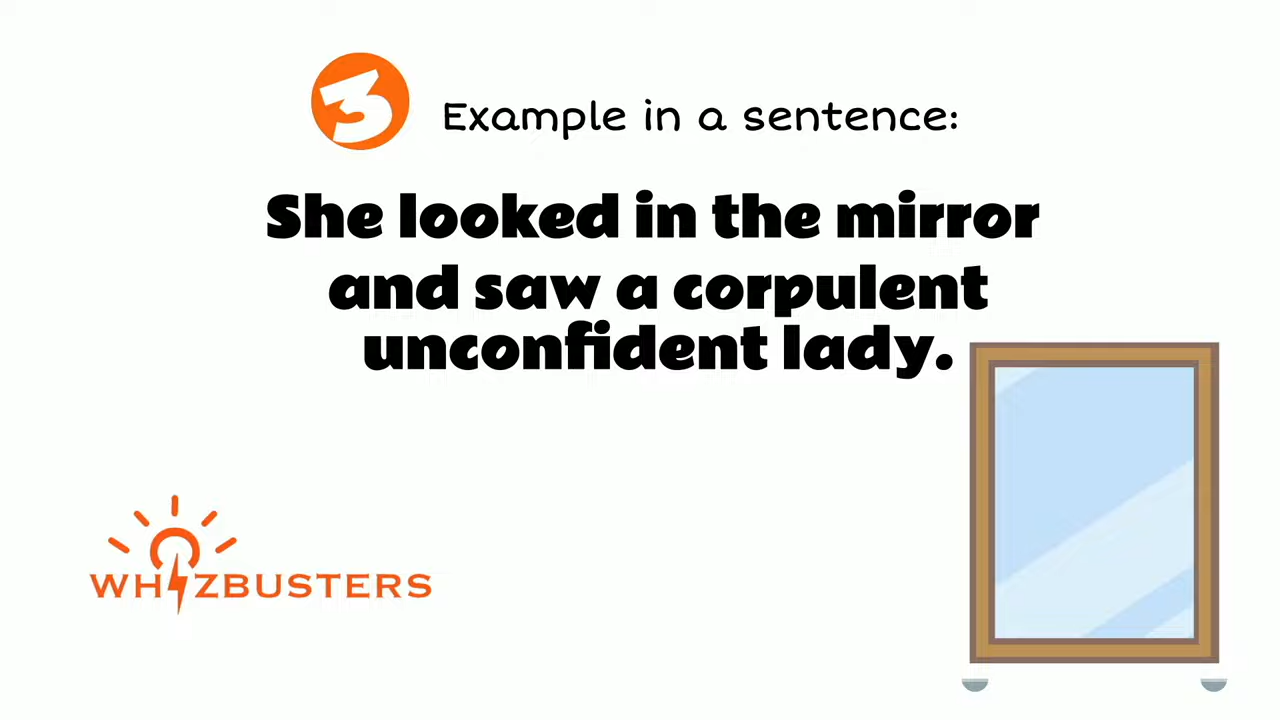 3 Example in a sentence:
She looked in the mirror
and saw a corpulent
unconfident lady.
WHIZBUSTERS